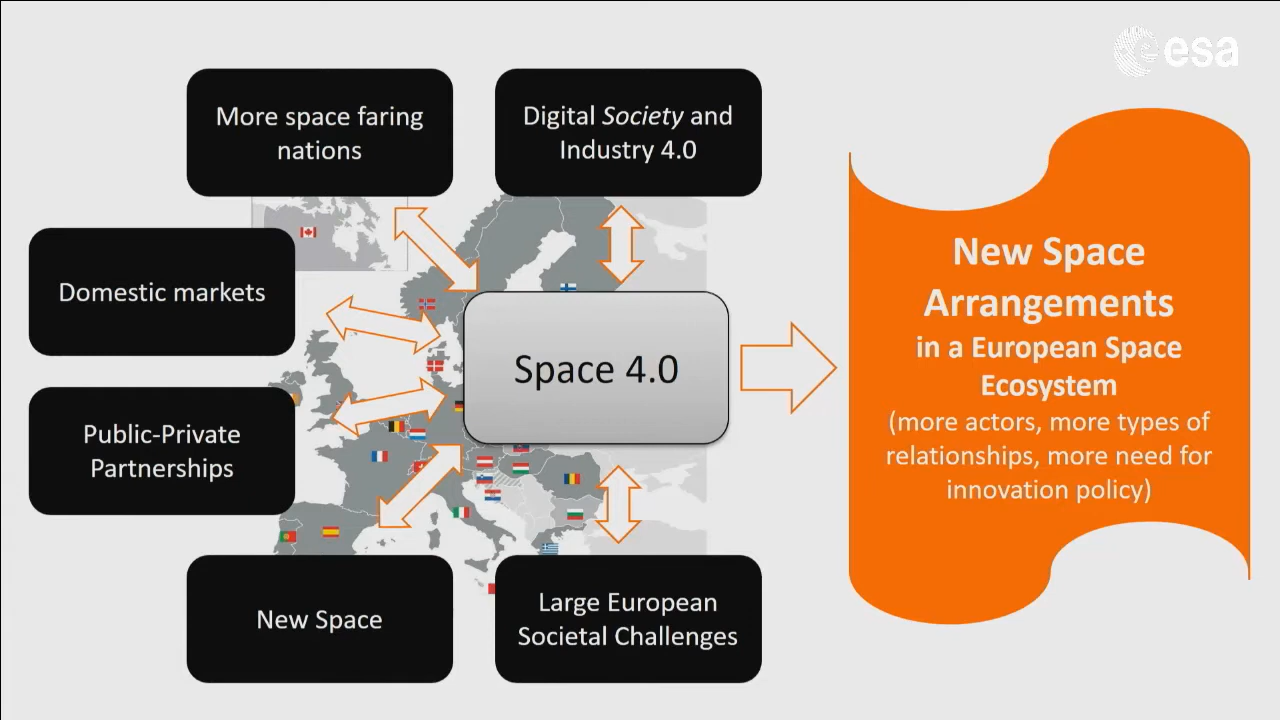 esa
More space faring
nations
Digital Society and
Industry 4.0
Domestic markets
Public-Private
Partnerships
Space 4.0
New Space
Large European
Societal Challenges
New Space
Arrangements
in a European Space
Ecosystem
(more actors, more types of
relationships, more need for
innovation policy)